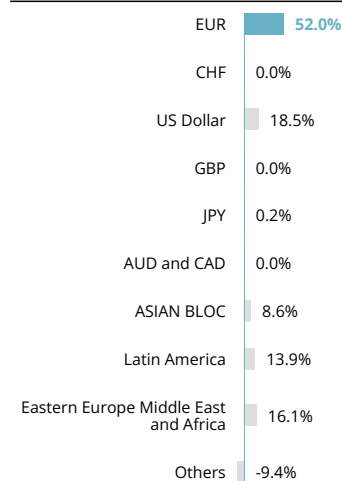 EUR 52.0%
CHF 0.0%
US Dollar 18.5%
GBP 0.0%
JPY 0.2%
AUD and CAD 0.0%
ASIAN BLOC 8.6%
Latin America 13.9%
Eastern Europe Middle East
and Africa 16.1%
Others -9.4%